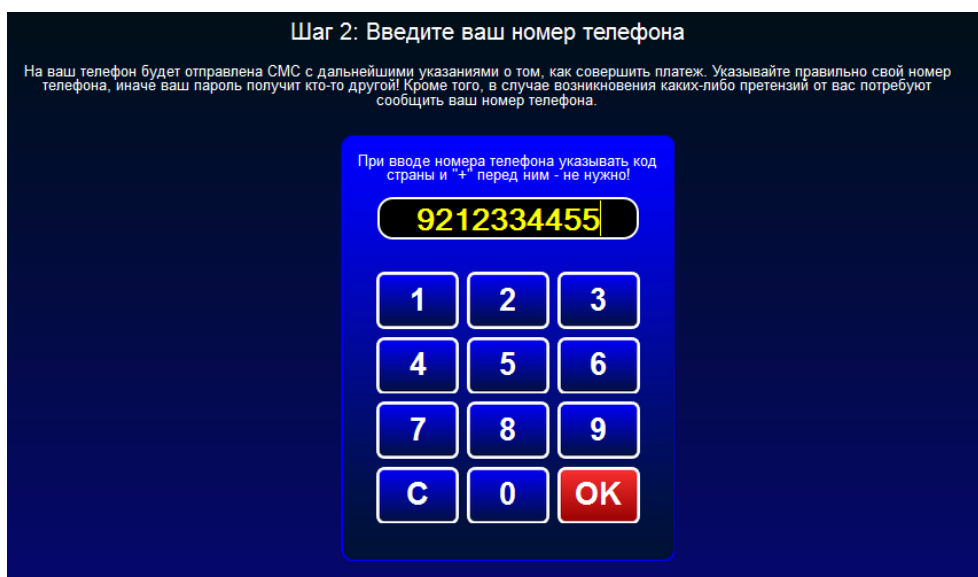 Шаг 2: Введите ваш номер телефона
На ваш телефон будет отправлена СМС с дальнейшими указаниями о том, как совершить платеж. Указывайте правильно свой номер
телефона, иначе ваш пароль получит кто-то другой! Кроме того, в случае возникновения каких-либо претензий от вас потребуют
сообщить ваш номер телефона.
При вводе номера телефона указывать код
страны и "+" перед ним - не нужно!
9212334455
1 2 3
4 5 6
7 8 9
C 0 OK